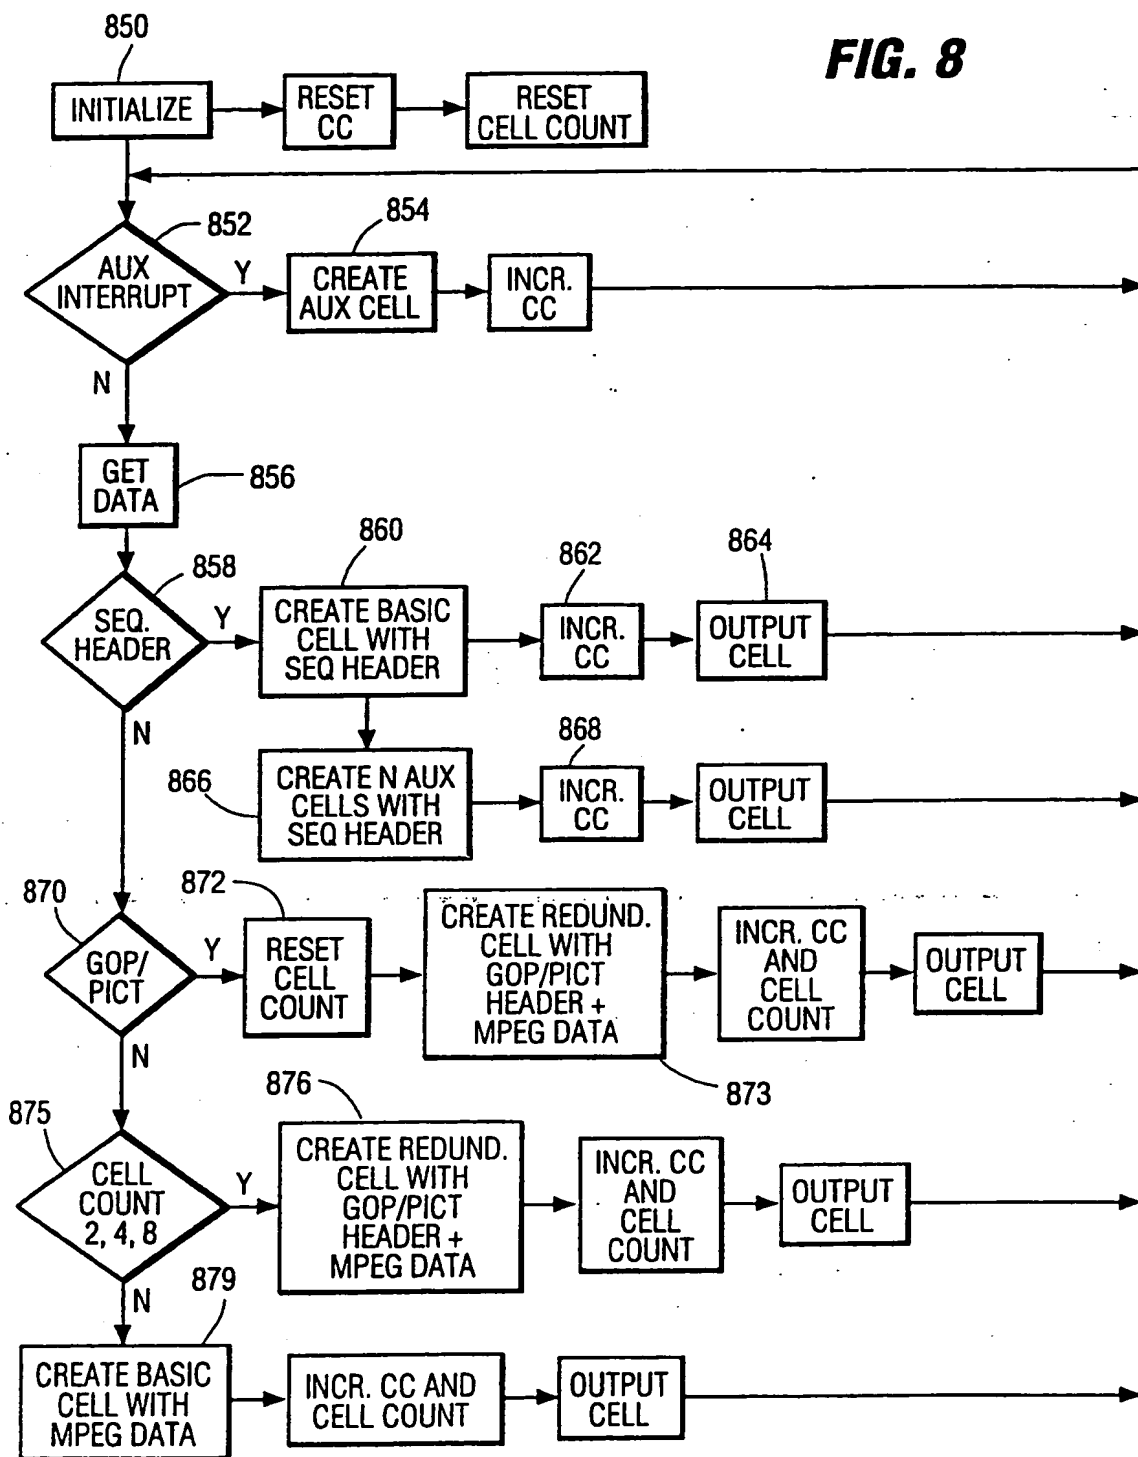 FIG. 8
850
INITIALIZE
RESET
CC
RESET
CELL COUNT
852
AUX
INTERRUPT
Y
N
854
CREATE
AUX CELL
INCR.
CC
GET
DATA
856
858
SEQ.
HEADER
Y
N
860
CREATE BASIC
CELL WITH
SEQ HEADER
862
INCR.
CC
864
OUTPUT
CELL
866
CREATE N AUX
CELLS WITH
SEQ HEADER
868
INCR.
CC
OUTPUT
CELL
870
GOP/
PICT
Y
N
872
RESET
CELL
COUNT
CREATE REDUND.
CELL WITH
GOP/PICT
HEADER +
MPEG DATA
873
INCR. CC
AND
CELL
COUNT
OUTPUT
CELL
875
CELL
COUNT
2, 4, 8
Y
N
876
CREATE REDUND.
CELL WITH
GOP/PICT
HEADER +
MPEG DATA
INCR. CC
AND
CELL
COUNT
OUTPUT
CELL
879
CREATE BASIC
CELL WITH
MPEG DATA
INCR. CC AND
CELL COUNT
OUTPUT
CELL